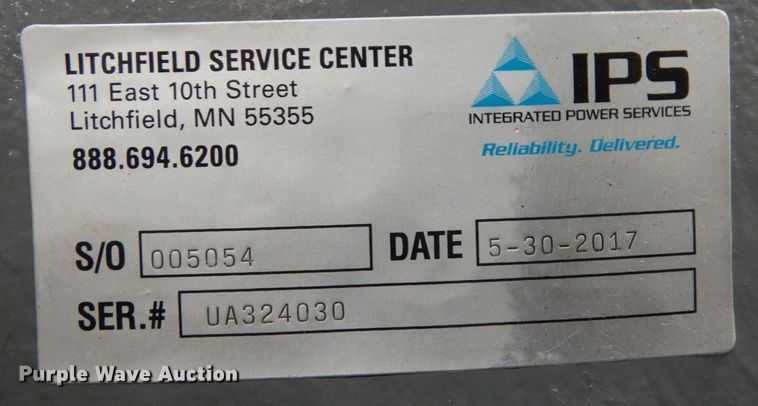 LITCHFIELD SERVICE CENTER
111 East 10th Street
Litchfield, MN 55355
888.694.6200
IPS
INTEGRATED POWER SERVICES
Reliability. Delivered.
S/O 005054 DATE 5-30-2017
SER.# UA324030
Purple Wave Auction